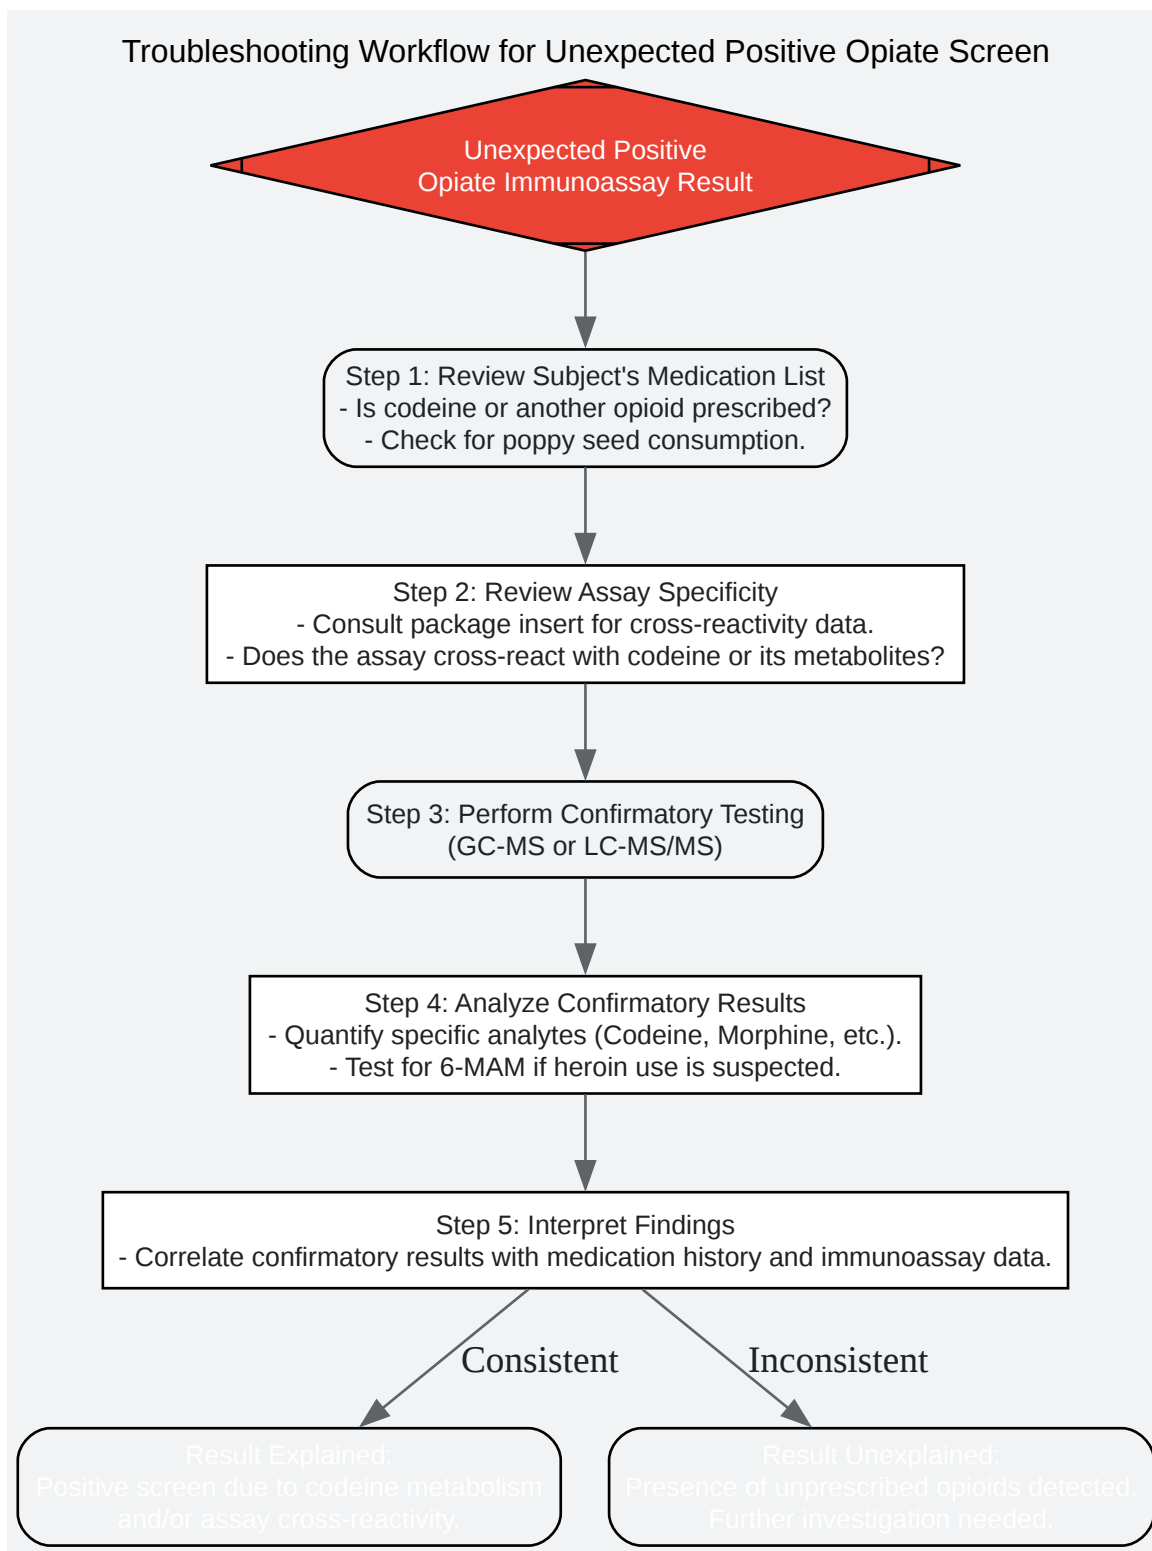 Troubleshooting Workflow for Unexpected Positive Opiate Screen
Unexpected Positive
Opiate Immunoassay Result
Step 1: Review Subject's Medication List
- Is codeine or another opioid prescribed?
- Check for poppy seed consumption.
Step 2: Review Assay Specificity
- Consult package insert for cross-reactivity data.
- Does the assay cross-react with codeine or its metabolites?
Step 3: Perform Confirmatory Testing
(GC-MS or LC-MS/MS)
Step 4: Analyze Confirmatory Results
- Quantify specific analytes (Codeine, Morphine, etc.).
- Test for 6-MAM if heroin use is suspected.
Step 5: Interpret Findings
- Correlate confirmatory results with medication history and immunoassay data.
Consistent
Inconsistent
Result Explained:
Positive screen due to codeine metabolism
and/or assay cross-reactivity.
Result Unexplained:
Presence of unprescribed opioids detected.
Further investigation needed.